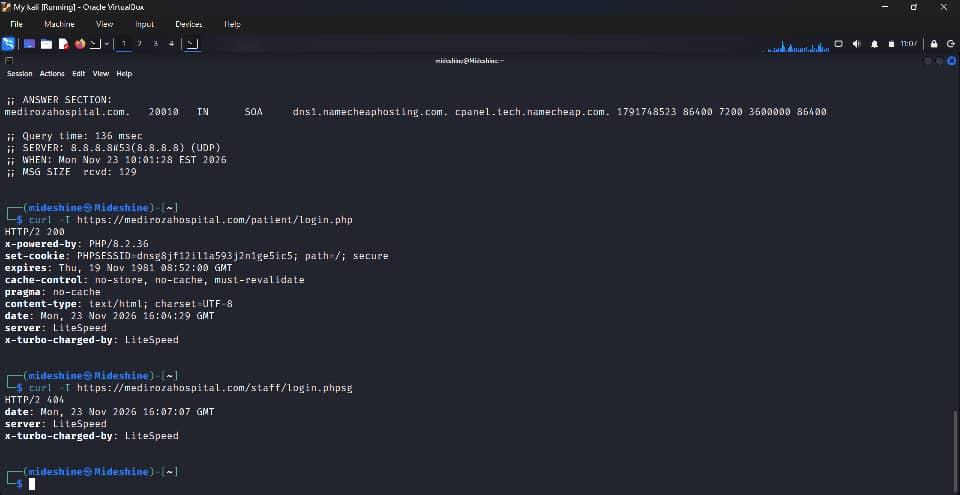 My kali [Running] - Oracle VirtualBox
File Machine View Input Devices Help
1 2 3 4 11:07
mideshine@Mideshine: ~
Session Actions Edit View Help
;; ANSWER SECTION:
medirozahospital.com. 20010 IN SOA dns1.namecheaphosting.com. cpanel.tech.namecheap.com. 1791748523 86400 7200 3600000 86400
;; Query time: 136 msec
;; SERVER: 8.8.8.8#53(8.8.8.8) (UDP)
;; WHEN: Mon Nov 23 10:01:28 EST 2026
;; MSG SIZE rcvd: 129
(mideshine㉿Mideshine)-[~]
$ curl -I https://medirozahospital.com/patient/login.php
HTTP/2 200
x-powered-by: PHP/8.2.36
set-cookie: PHPSESSID=dnsg8jf12il1a593j2n1ge5ic5; path=/; secure
expires: Thu, 19 Nov 1981 08:52:00 GMT
cache-control: no-store, no-cache, must-revalidate
pragma: no-cache
content-type: text/html; charset=UTF-8
date: Mon, 23 Nov 2026 16:04:29 GMT
server: LiteSpeed
x-turbo-charged-by: LiteSpeed
(mideshine㉿Mideshine)-[~]
$ curl -I https://medirozahospital.com/staff/login.phpsg
HTTP/2 404
date: Mon, 23 Nov 2026 16:07:07 GMT
server: LiteSpeed
x-turbo-charged-by: LiteSpeed
(mideshine㉿Mideshine)-[~]
$